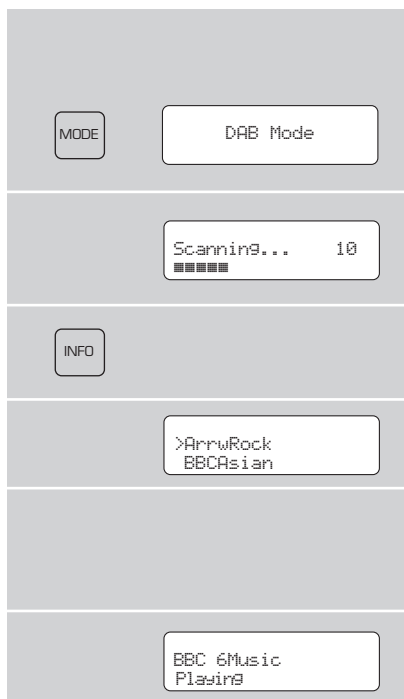 MODE
DAB Mode
Scanning... 10
INFO
>ArrwRock
BBCAsian
BBC 6Music
Playing